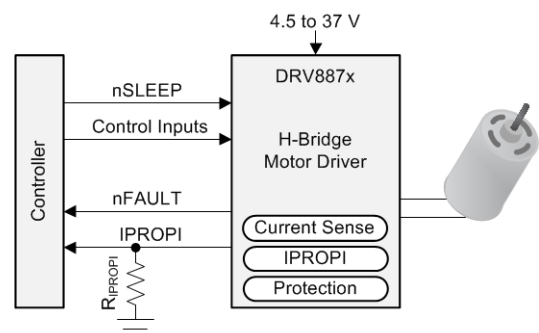 4.5 to 37 V
DRV887x
nSLEEP
Control Inputs
H-Bridge
Motor Driver
Controller
nFAULT
IPROPI
Current Sense
IPROPI
Protection
RIPROPI